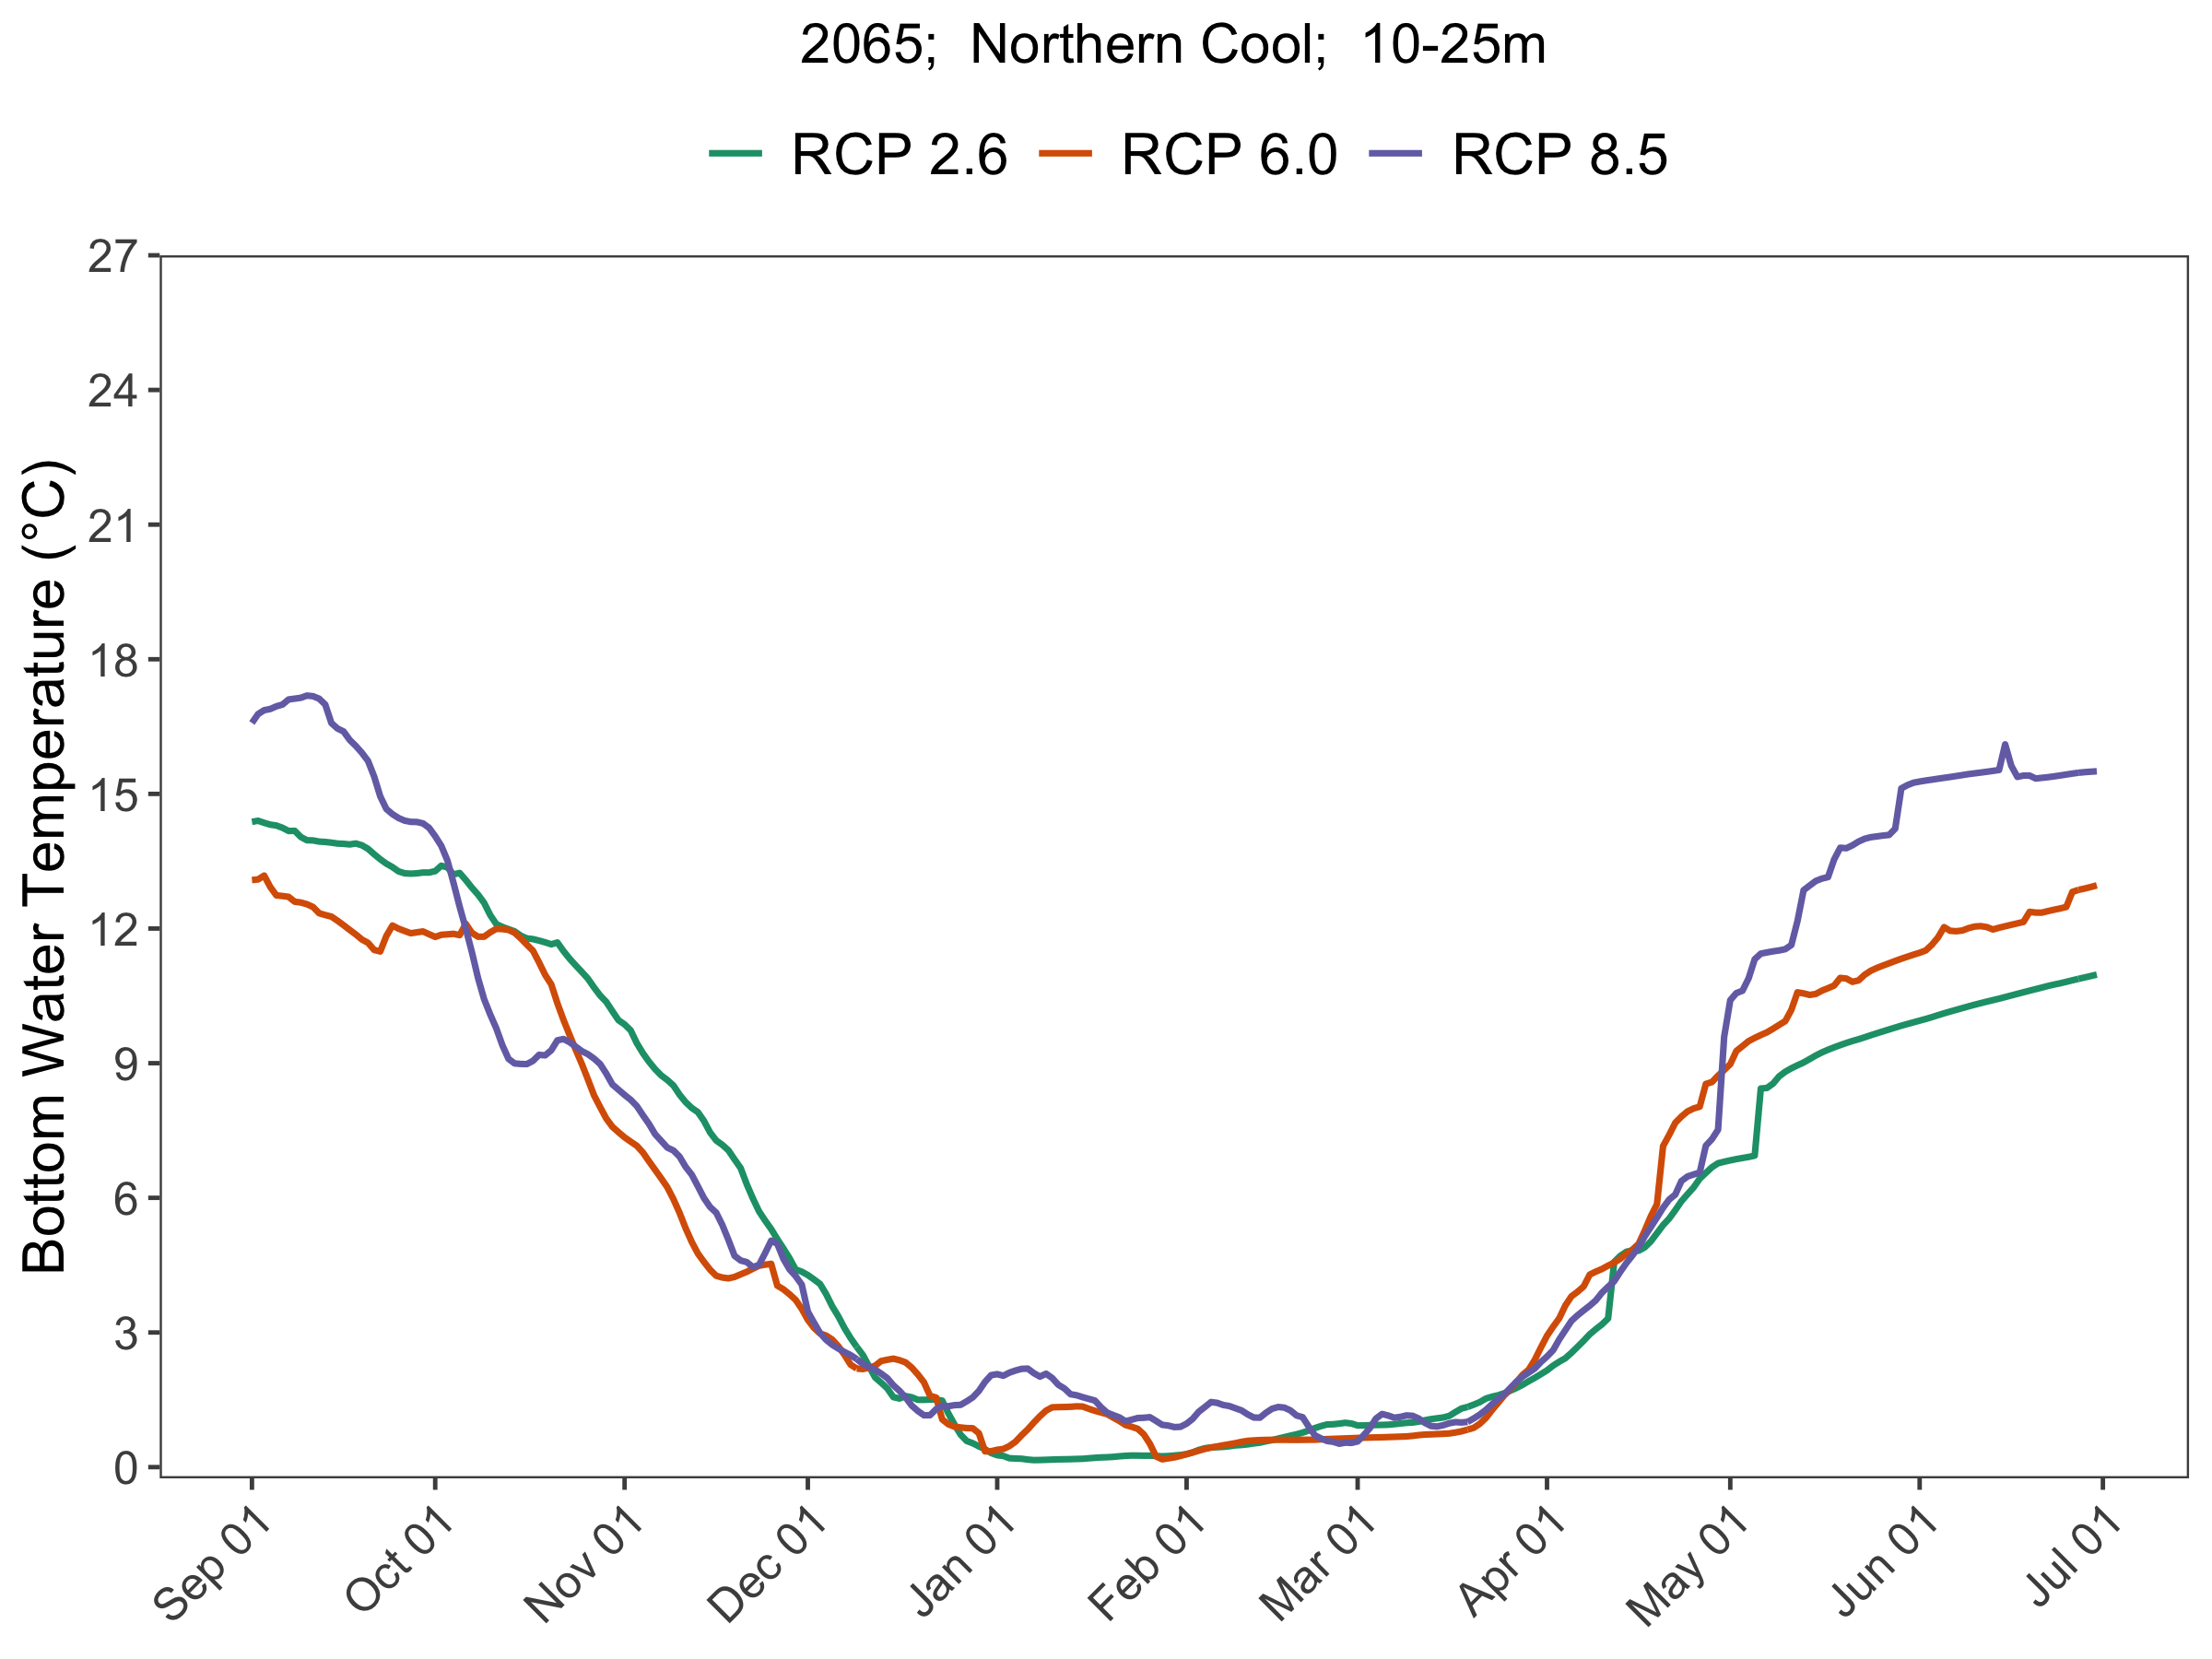 2065;  Northern Cool;  10-25m
RCP 2.6 RCP 6.0 RCP 8.5
Bottom Water Temperature (°C)
27
24
21
18
15
12
9
6
3
0
Sep 01 Oct 01 Nov 01 Dec 01 Jan 01 Feb 01 Mar 01 Apr 01 May 01 Jun 01 Jul 01